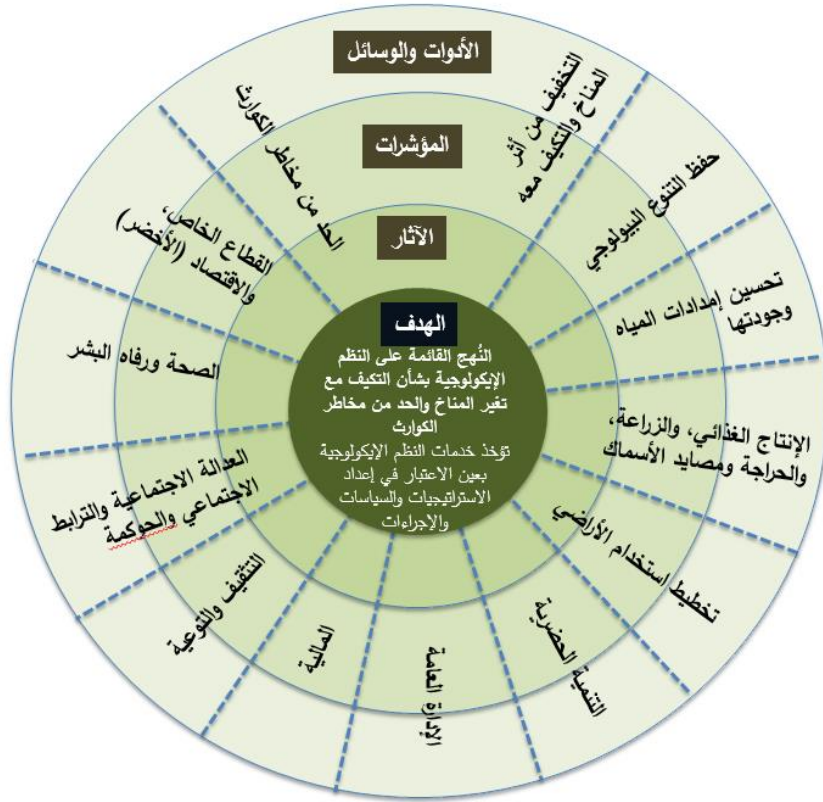 الأدوات والوسائل
المؤشرات
الآثار
الهدف
النُهج القائمة على النظم
الإيكولوجية بشأن التكيف مع
تغير المناخ والحد من مخاطر
الكوارث
تؤخذ خدمات النظم الإيكولوجية
بعين الاعتبار في إعداد
الاستراتيجيات والسياسات
والإجراءات
التخفيف من أثر
المناخ والتكيف معه
حفظ التنوع البيولوجي
تحسين إمدادات المياه
وجودتها
الإنتاج الغذائي، والزراعة،
والحراجة ومصايد الأسماك
تخطيط استخدام الأراضي
التنمية الحضرية
الإدارة العامة
المالية
التثقيف والتوعية
العدالة الاجتماعية والترابط
الاجتماعي والحوكمة
الصحة ورفاه البشر
القطاع الخاص،
والاقتصاد (الأخضر)
الحد من مخاطر الكوارث